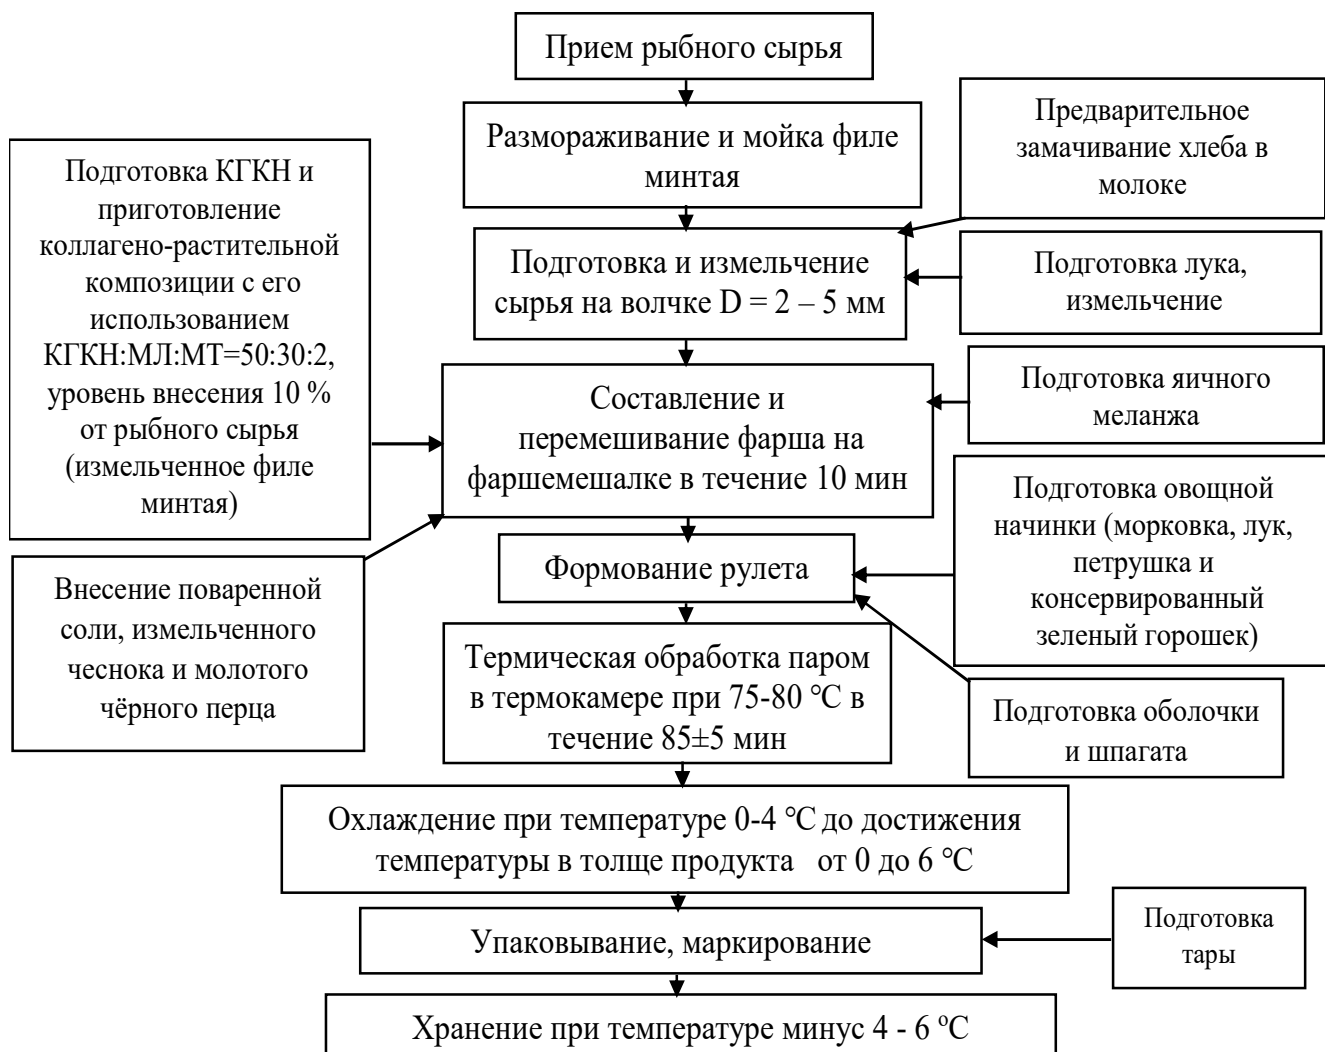 Прием рыбного сырья
Размораживание и мойка филе
минтая
Предварительное
замачивание хлеба в
молоке
Подготовка КГКН и
приготовление
коллагено-растительной
композиции с его
использованием
КГКН:МЛ:МТ=50:30:2,
уровень внесения 10 %
от рыбного сырья
(измельченное филе
минтая)
Подготовка и измельчение
сырья на волчке D = 2 – 5 мм
Подготовка лука,
измельчение
Составление и
перемешивание фарша на
фаршемешалке в течение 10 мин
Подготовка яичного
меланжа
Внесение поваренной
соли, измельченного
чеснока и молотого
чёрного перца
Формование рулета
Подготовка овощной
начинки (морковка, лук,
петрушка и
консервированный
зеленый горошек)
Термическая обработка паром
в термокамере при 75-80 °С в
течение 85±5 мин
Подготовка оболочки
и шпагата
Охлаждение при температуре 0-4 °С до достижения
температуры в толще продукта от 0 до 6 °С
Упаковывание, маркирование
Подготовка
тары
Хранение при температуре минус 4 - 6 ºС